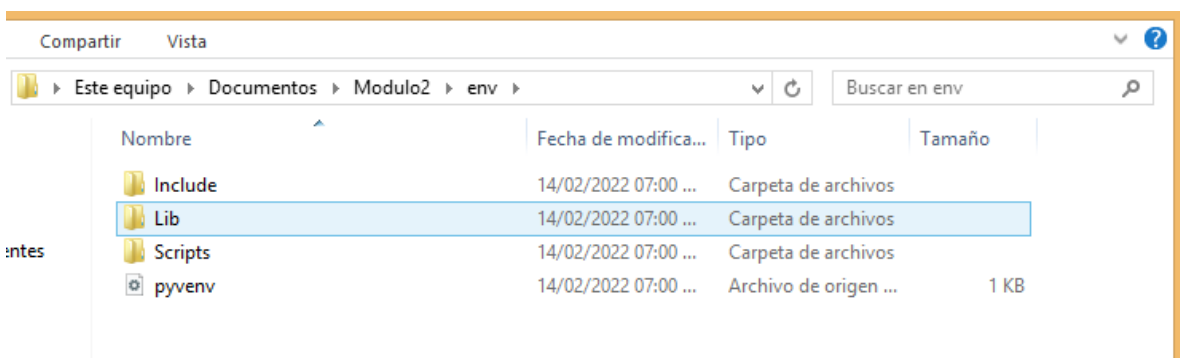 Compartir Vista
Este equipo Documentos Modulo2 env Buscar en env
Nombre Fecha de modifica... Tipo Tamaño
Include 14/02/2022 07:00 ... Carpeta de archivos
Lib 14/02/2022 07:00 ... Carpeta de archivos
entes Scripts 14/02/2022 07:00 ... Carpeta de archivos
pyvenv 14/02/2022 07:00 ... Archivo de origen ... 1 KB